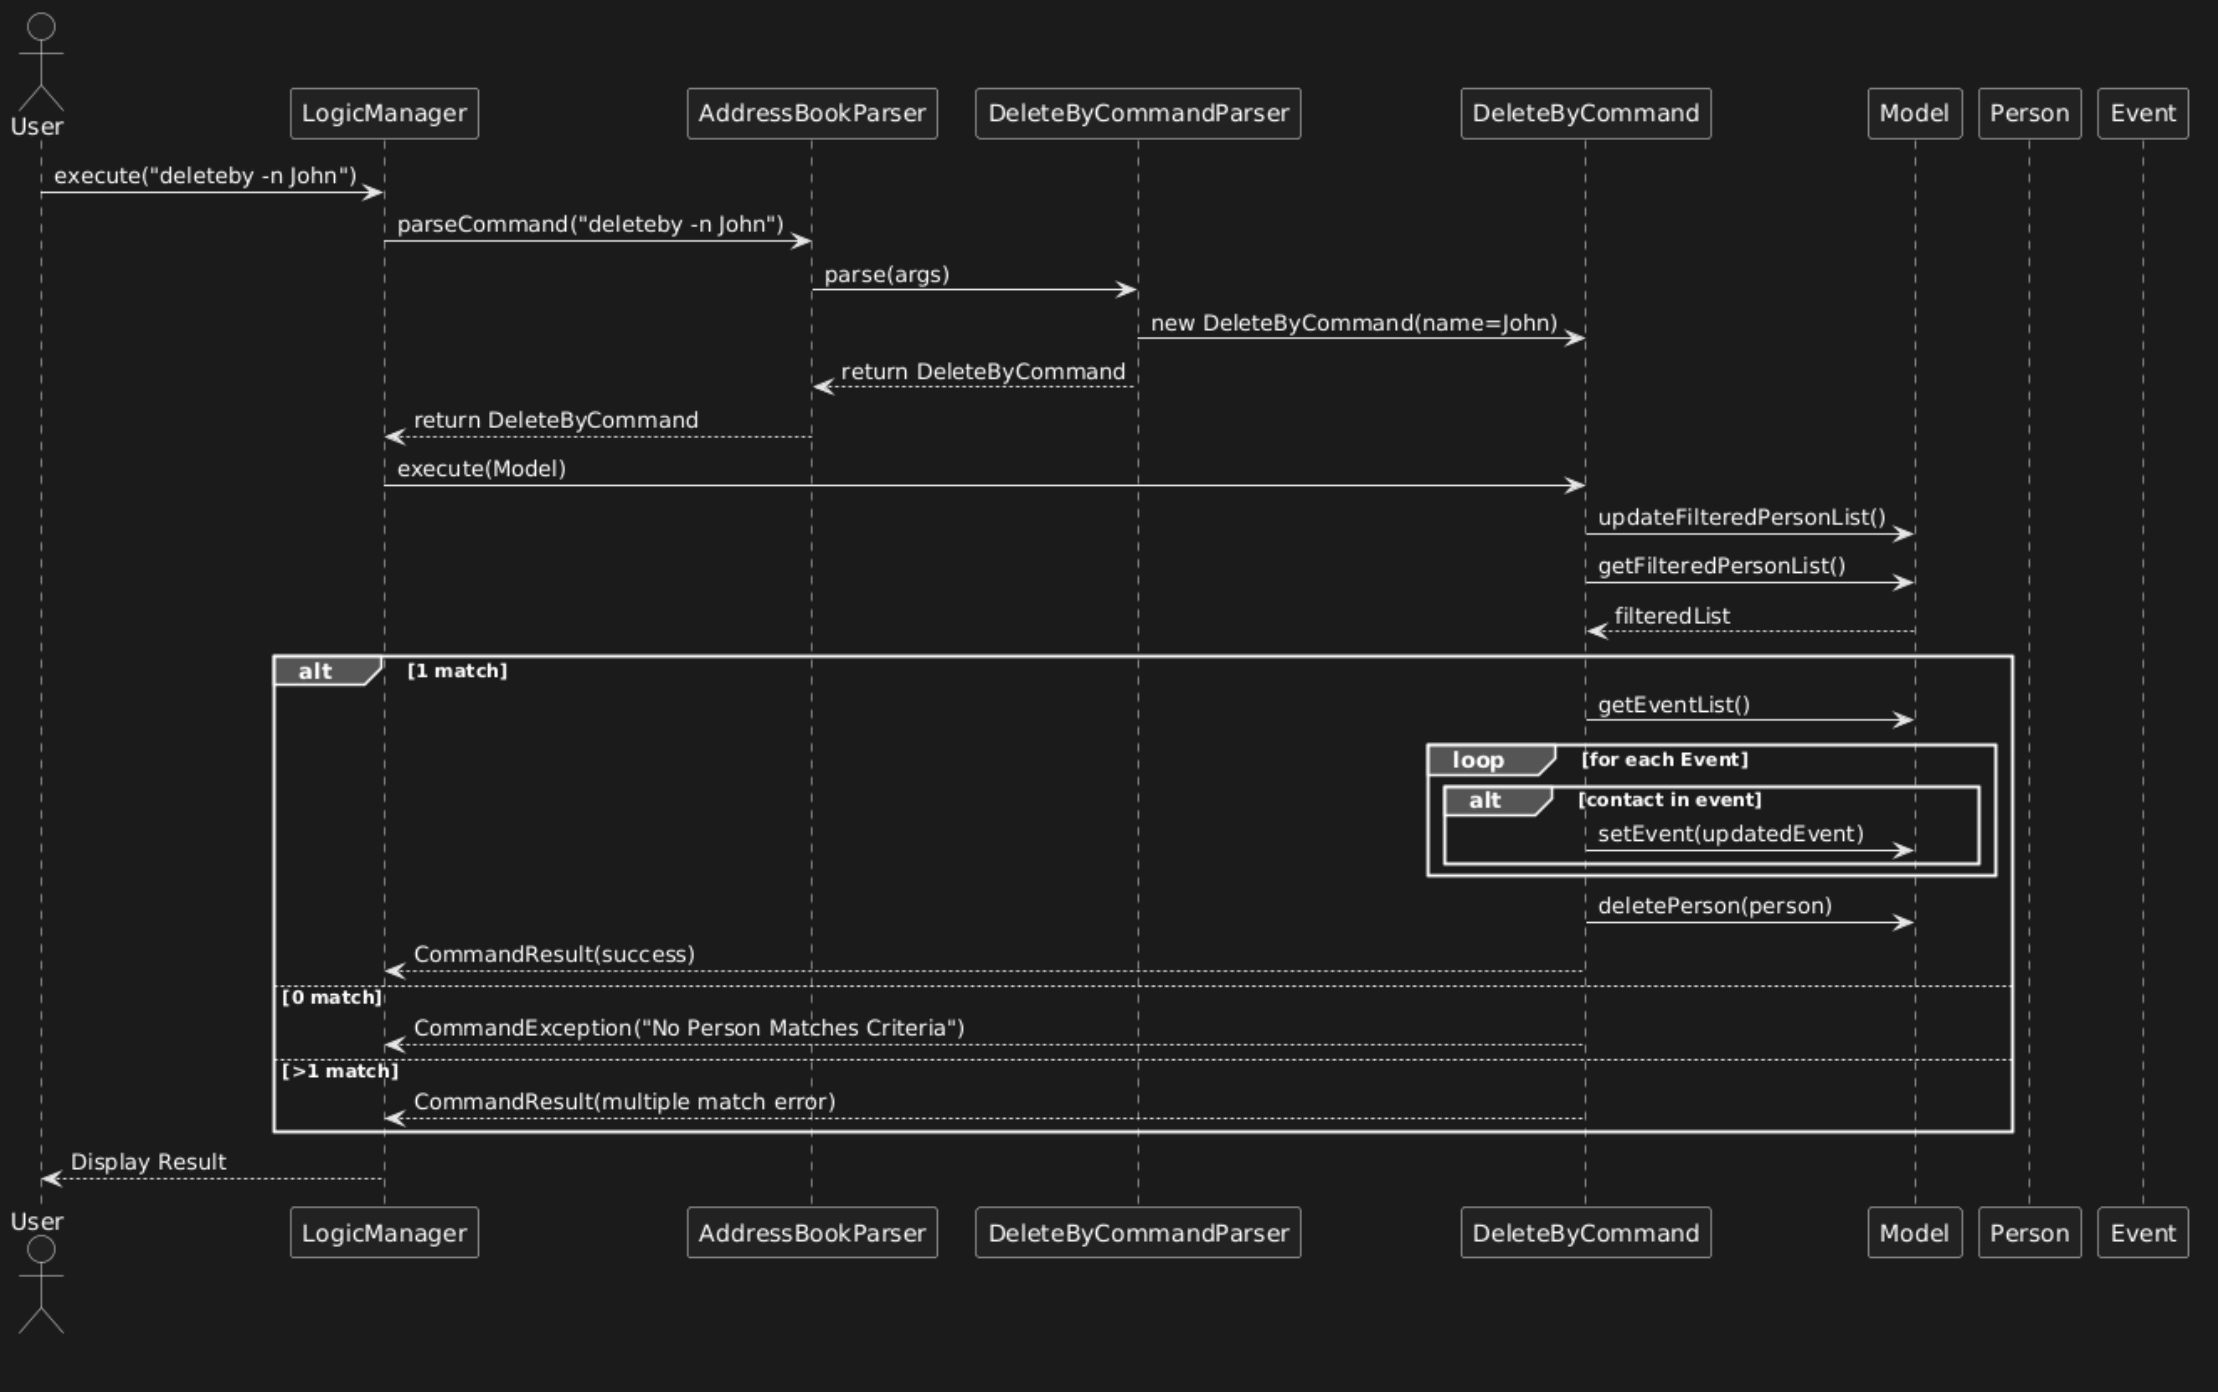 User
LogicManager
AddressBookParser
DeleteByCommandParser
DeleteByCommand
Model
Person
Event
execute("deleteby -n John")
parseCommand("deleteby -n John")
parse(args)
new DeleteByCommand(name=John)
return DeleteByCommand
return DeleteByCommand
execute(Model)
updateFilteredPersonList()
getFilteredPersonList()
filteredList
alt [1 match]
getEventList()
loop [for each Event]
alt [contact in event]
setEvent(updatedEvent)
deletePerson(person)
CommandResult(success)
[0 match]
CommandException("No Person Matches Criteria")
[>1 match]
CommandResult(multiple match error)
Display Result
User
LogicManager
AddressBookParser
DeleteByCommandParser
DeleteByCommand
Model
Person
Event